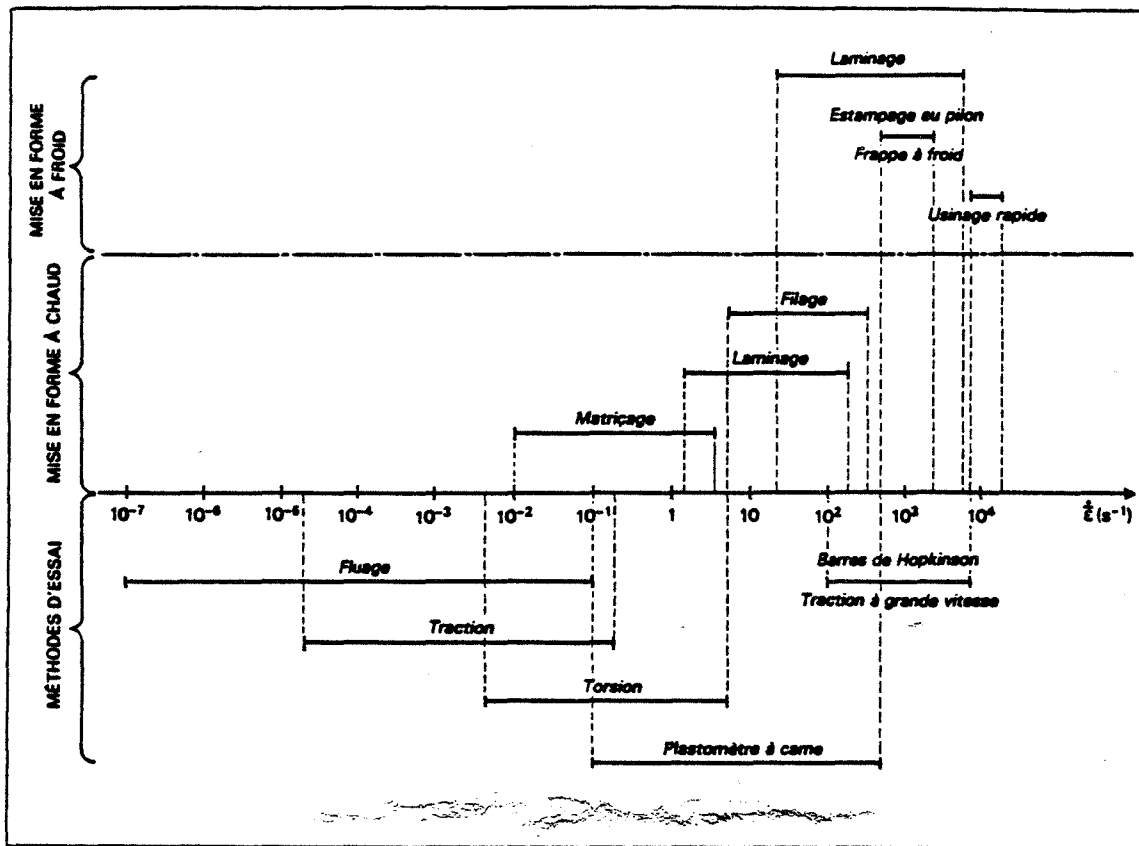 MISE EN FORME
À FROID
Laminage
Estampage au pilon
Frappe à froid
Usinage rapide
MISE EN FORME À CHAUD
Filage
Laminage
Matriçage
10⁻⁷ 10⁻⁶ 10⁻⁵ 10⁻⁴ 10⁻³ 10⁻² 10⁻¹ 1 10 10² 10³ 10⁴ ε̇ (s⁻¹)
MÉTHODES D'ESSAI
Barres de Hopkinson
Fluage
Traction à grande vitesse
Traction
Torsion
Plastomètre à came